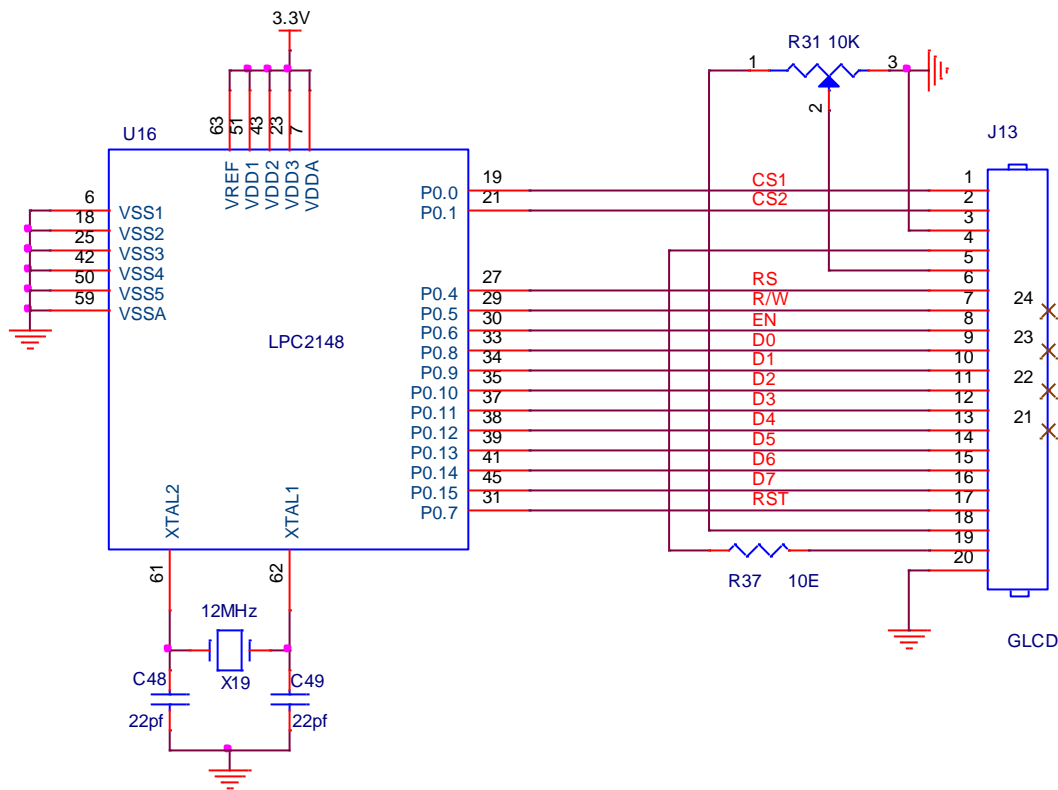 3.3V
R31 10K
1
3
2
U16
63
51
43
23
7
J13
VREF
VDD1
VDD2
VDD3
VDDA
6
VSS1
18
VSS2
25
VSS3
42
VSS4
50
VSS5
59
VSSA
LPC2148
P0.0
19
CS1
1
P0.1
21
CS2
2
3
4
5
P0.4
27
RS
6
P0.5
29
R/W
7
P0.6
30
EN
8
P0.8
33
D0
9
P0.9
34
D1
10
P0.10
35
D2
11
P0.11
37
D3
12
P0.12
38
D4
13
P0.13
39
D5
14
P0.14
41
D6
15
P0.15
45
D7
16
P0.7
31
RST
17
18
19
20
24
23
22
21
XTAL2
XTAL1
61
62
R37 10E
12MHz
GLCD
C48
X19
C49
22pf
22pf